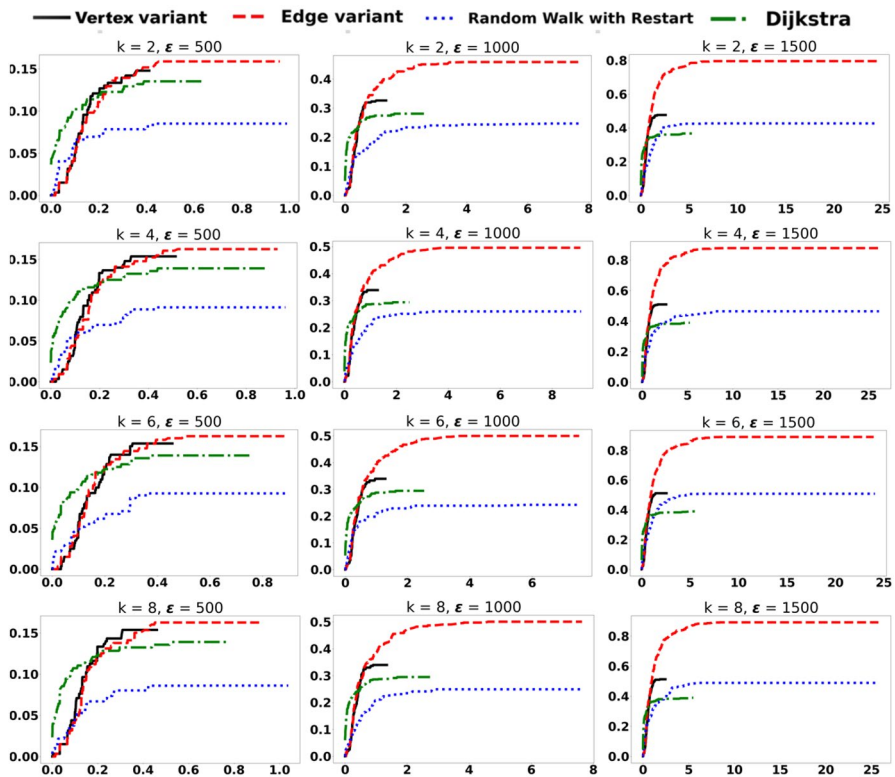 Vertex variant Edge variant Random Walk with Restart Dijkstra
k = 2, ε = 500
0.15
0.10
0.05
0.00
0.0 0.2 0.4 0.6 0.8 1.0
k = 2, ε = 1000
0.4
0.3
0.2
0.1
0.0
0 2 4 6 8
k = 2, ε = 1500
0.8
0.6
0.4
0.2
0.0
0 5 10 15 20 25
k = 4, ε = 500
0.15
0.10
0.05
0.00
0.0 0.2 0.4 0.6 0.8 1.0
k = 4, ε = 1000
0.5
0.4
0.3
0.2
0.1
0.0
0 2 4 6 8
k = 4, ε = 1500
0.8
0.6
0.4
0.2
0.0
0 5 10 15 20 25
k = 6, ε = 500
0.15
0.10
0.05
0.00
0.0 0.2 0.4 0.6 0.8
k = 6, ε = 1000
0.5
0.4
0.3
0.2
0.1
0.0
0 2 4 6
k = 6, ε = 1500
0.8
0.6
0.4
0.2
0.0
0 5 10 15 20 25
k = 8, ε = 500
0.15
0.10
0.05
0.00
0.0 0.2 0.4 0.6 0.8 1.0
k = 8, ε = 1000
0.5
0.4
0.3
0.2
0.1
0.0
0 2 4 6 8
k = 8, ε = 1500
0.8
0.6
0.4
0.2
0.0
0 5 10 15 20 25